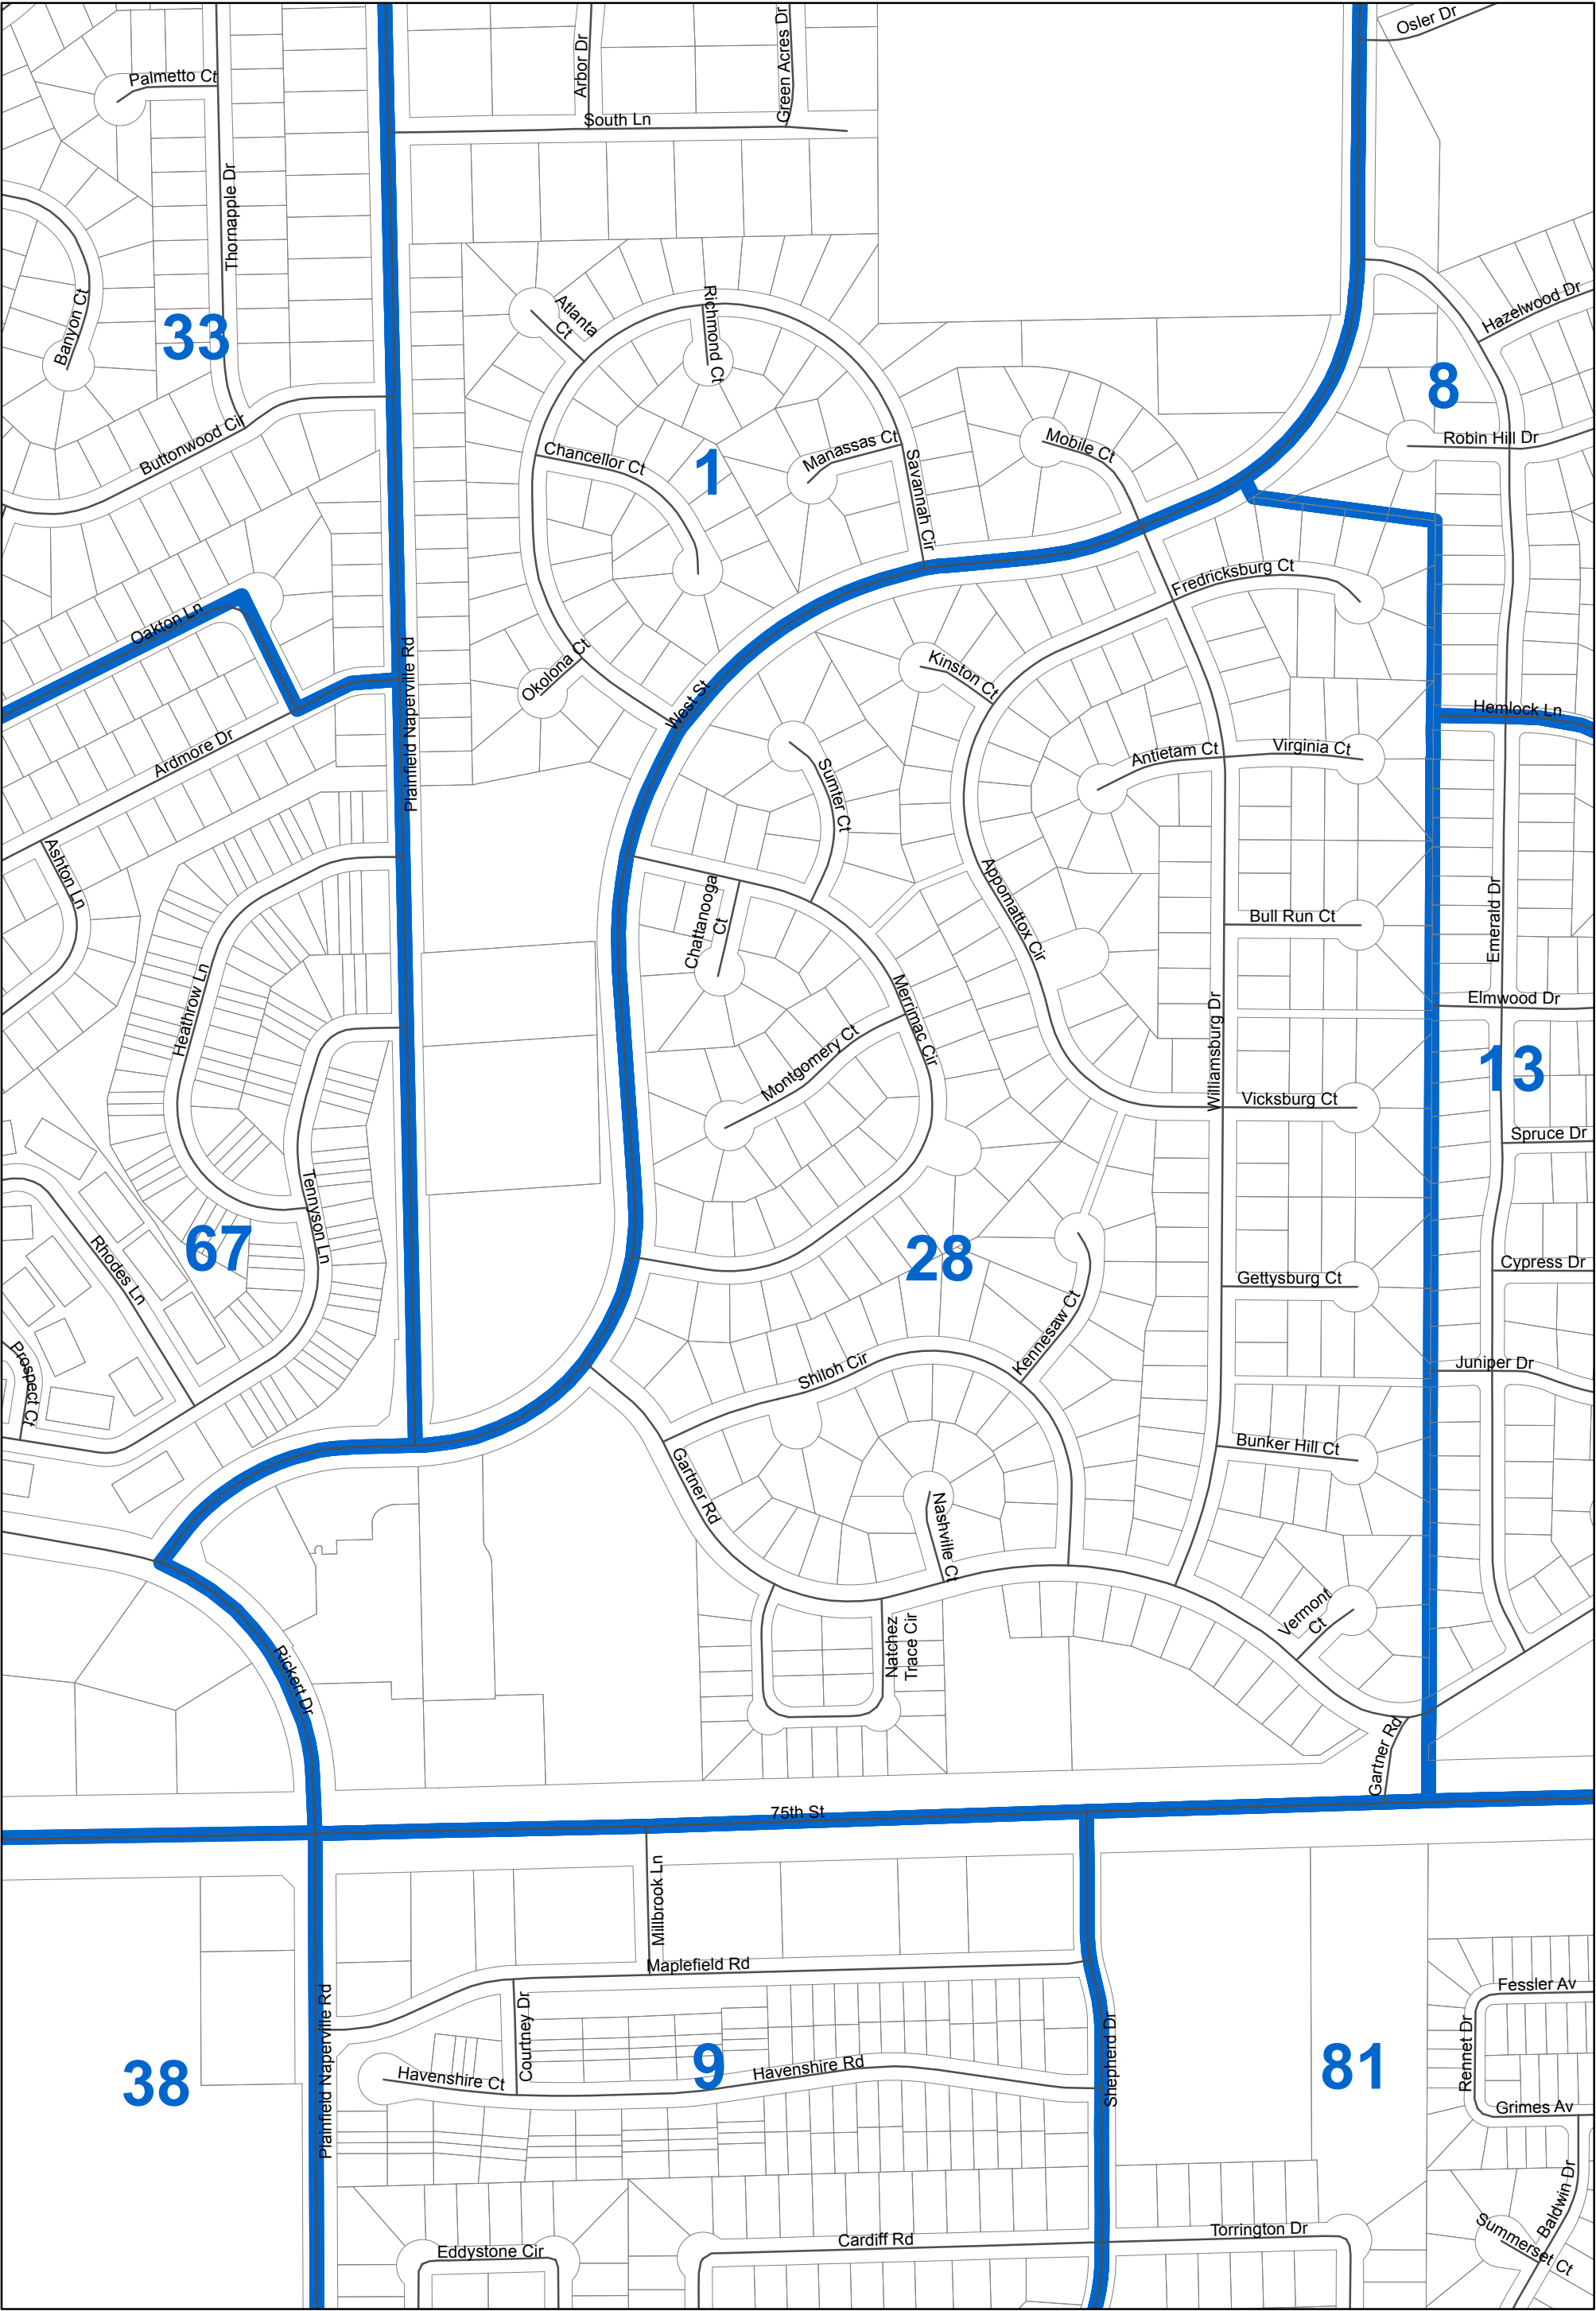 Osler Dr
Arbor Dr
Green Acres Dr
Palmetto Ct
South Ln
Thornapple Dr
Banyon Ct
33
Atlanta
Ct
Richmond Ct
Hazelwood Dr
8
Buttonwood Cir
Chancellor Ct
1
Manassas Ct
Savannah Cir
Mobile Ct
Robin Hill Dr
Fredricksburg Ct
Oakton Ln
Plainfield Naperville Rd
Okolona Ct
West St
Kinston Ct
Hemlock Ln
Ardmore Dr
Sumter Ct
Antietam Ct
Virginia Ct
Ashton Ln
Chattanooga
Ct
Appomattox Cir
Bull Run Ct
Emerald Dr
Heathrow Ln
Merrimac Cir
Elmwood Dr
Montgomery Ct
Williamsburg Dr
13
Vicksburg Ct
Spruce Dr
Tennyson Ln
67
Rhodes Ln
28
Cypress Dr
Gettysburg Ct
Prospect Ct
Kennesaw Ct
Shiloh Cir
Juniper Dr
Bunker Hill Ct
Gartner Rd
Nashville Ct
Vermont
Ct
Natchez
Trace Cir
Rickert Dr
Gartner Rd
75th St
Millbrook Ln
Maplefield Rd
Plainfield Naperville Rd
Courtney Dr
Fessler Av
38
Havenshire Ct
9
Havenshire Rd
Shepherd Dr
81
Rennet Dr
Grimes Av
Eddystone Cir
Cardiff Rd
Torrington Dr
Baldwin Dr
Summerset Ct